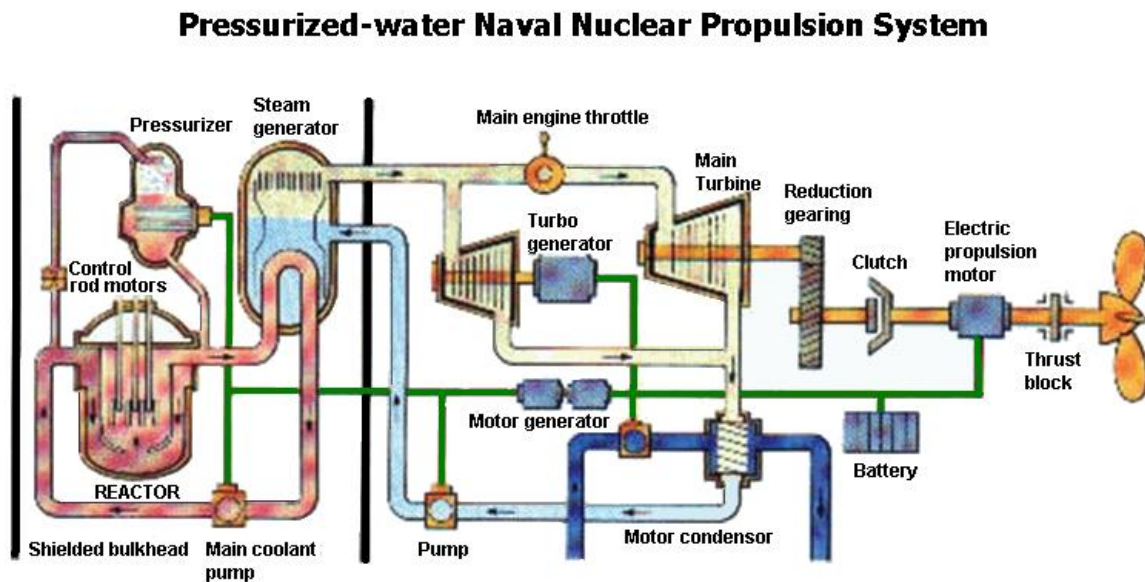 Pressurized-water Naval Nuclear Propulsion System
Steam
generator
Pressurizer
Main engine throttle
Main
Turbine
Reduction
gearing
Turbo
generator
Electric
propulsion
motor
Clutch
Control
rod motors
Thrust
block
Motor generator
Battery
REACTOR
Shielded bulkhead
Main coolant
pump
Pump
Motor condensor